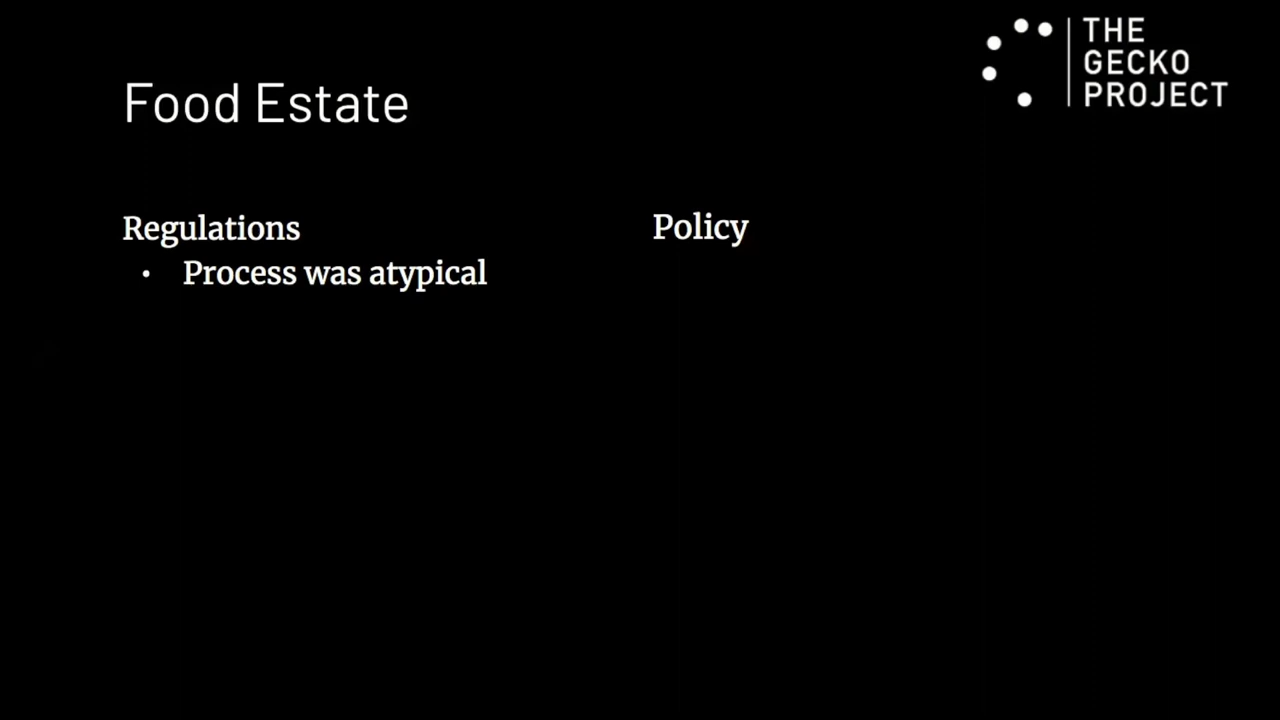 THE
GECKO
PROJECT
Food Estate
Regulations
• Process was atypical
Policy